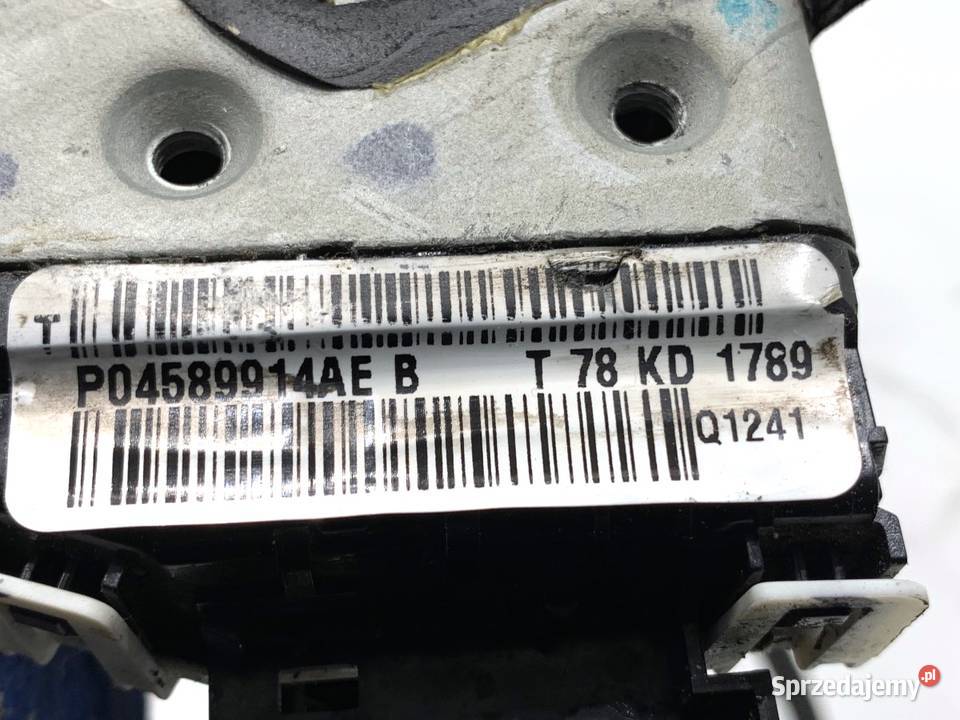 T
P04589914AE B T 78 KD 1789
Q1241
Sprzedajemy.pl